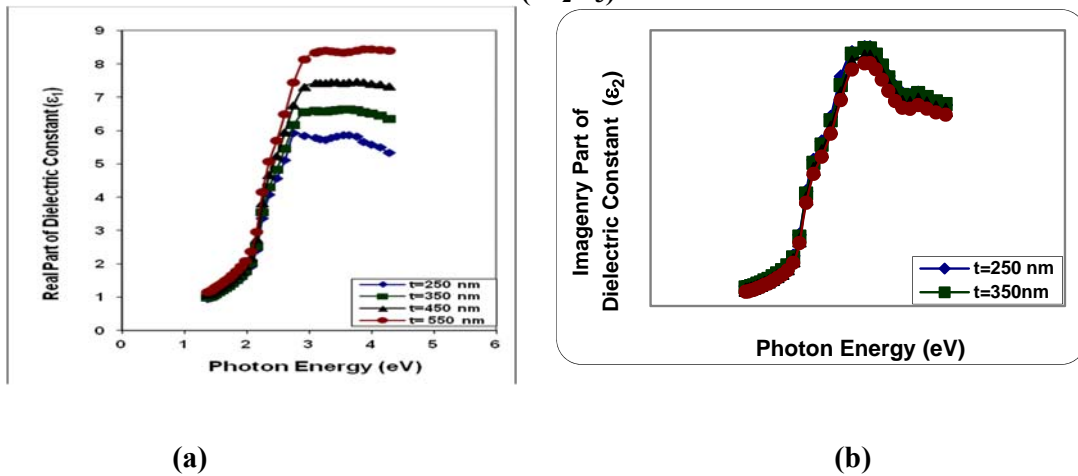 9
8
7
6
5
4
3
2
1
0
Real Part of Dielectric Constant (ε₁)
t=250 nm
t=350 nm
t=450 nm
t= 550 nm
0 1 2 3 4 5 6
Photon Energy (eV)
(a)
Imagenry Part of
Dielectric Constant (ε₂)
t=250 nm
t=350nm
Photon Energy (eV)
(b)